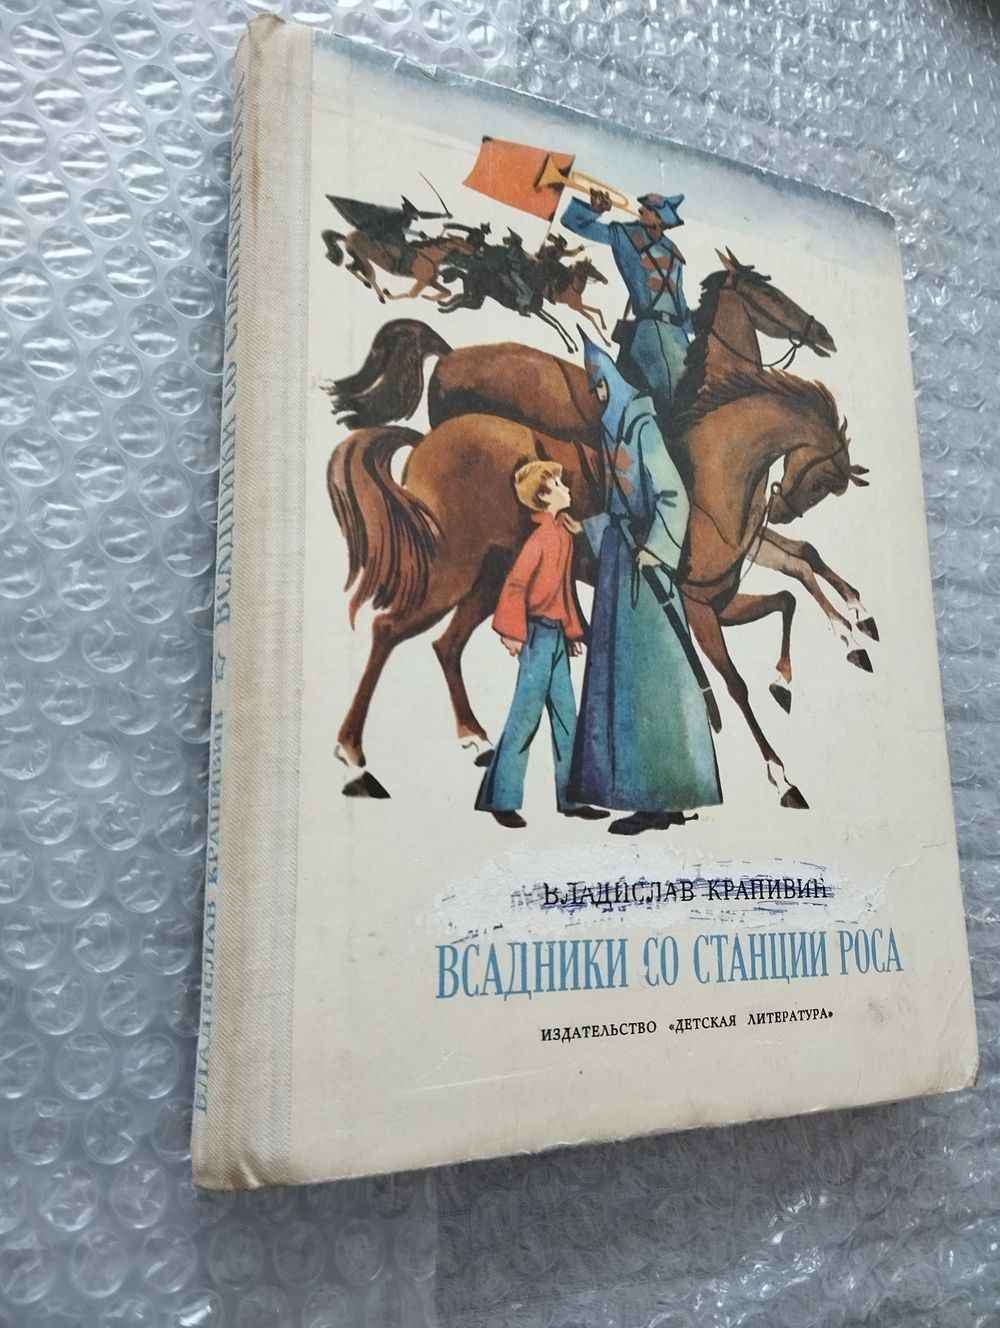 ВЛАДИСЛАВ КРАПИВИН ☆ ВСАДНИКИ СО СТАНЦИИ РОСА
ВЛАДИСЛАВ КРАПИВИН
ВСАДНИКИ СО СТАНЦИИ РОСА
ИЗДАТЕЛЬСТВО «ДЕТСКАЯ ЛИТЕРАТУРА»